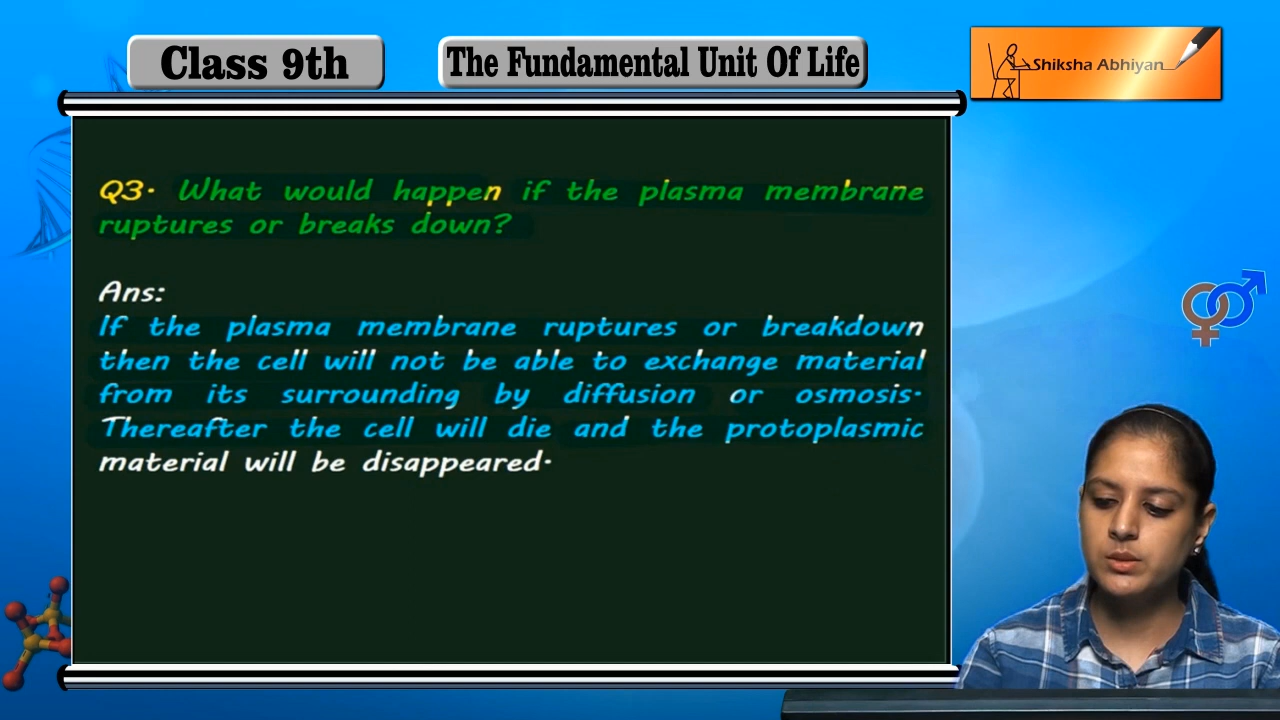 Class 9th
The Fundamental Unit Of Life
Shiksha Abhiyan
Q3. What would happen if the plasma membrane
ruptures or breaks down?
Ans:
If the plasma membrane ruptures or breakdown
then the cell will not be able to exchange material
from its surrounding by diffusion or osmosis.
Thereafter the cell will die and the protoplasmic
material will be disappeared.